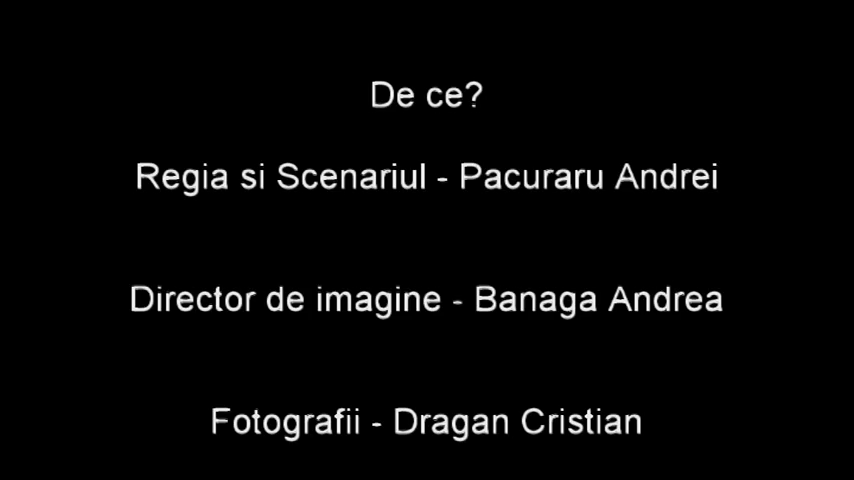 De ce?
Regia si Scenariul - Pacuraru Andrei
Director de imagine - Banaga Andrea
Fotografii - Dragan Cristian